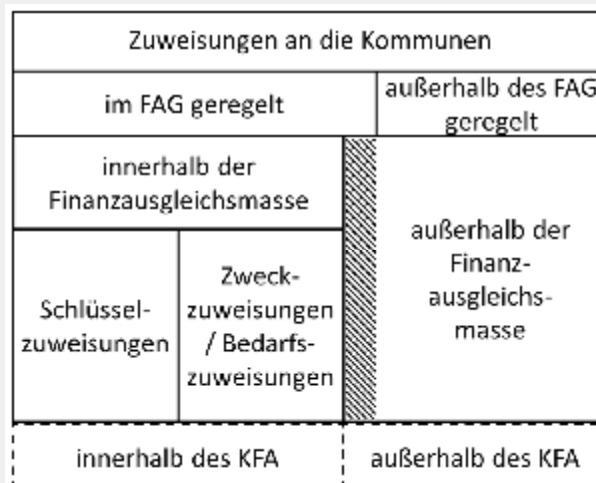 Zuweisungen an die Kommunen
im FAG geregelt
außerhalb des FAG
geregelt
innerhalb der
Finanzausgleichsmasse
außerhalb der
Finanz-
ausgleichs-
masse
Schlüssel-
zuweisungen
Zweck-
zuweisungen
/ Bedarfs-
zuweisungen
innerhalb des KFA
außerhalb des KFA